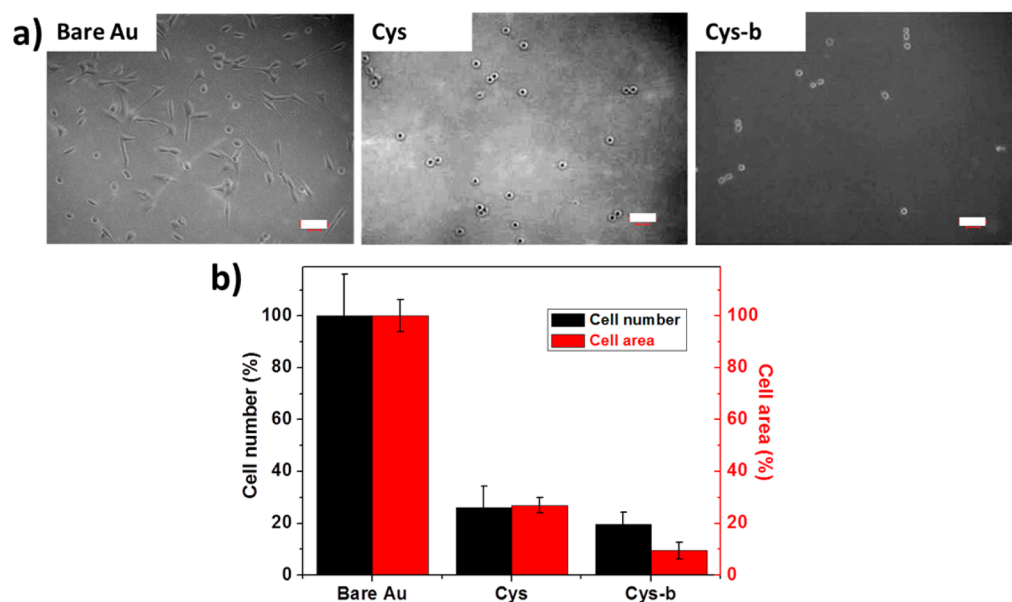 a)
Bare Au
Cys
Cys-b
b)
Cell number (%)
100
80
60
40
20
0
Cell number
Cell area
100
80
60
40
20
0
Cell area (%)
Bare Au
Cys
Cys-b